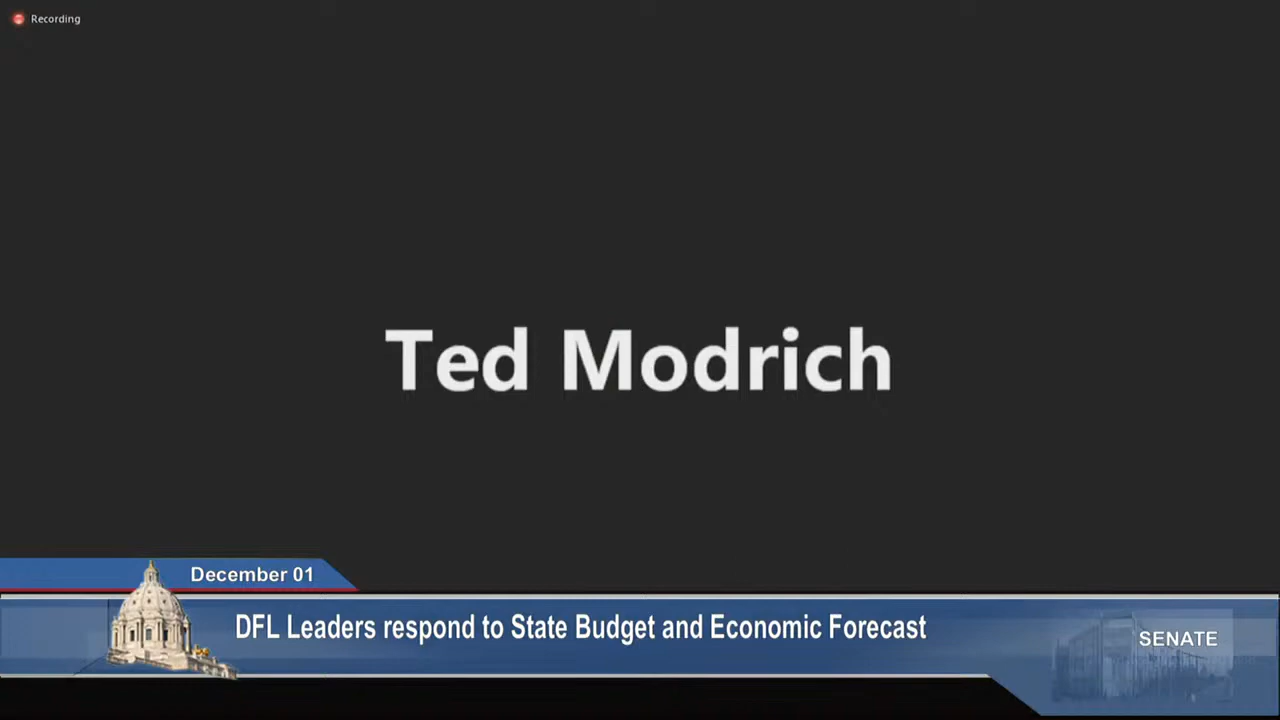 Recording
Ted Modrich
December 01
DFL Leaders respond to State Budget and Economic Forecast
SENATE